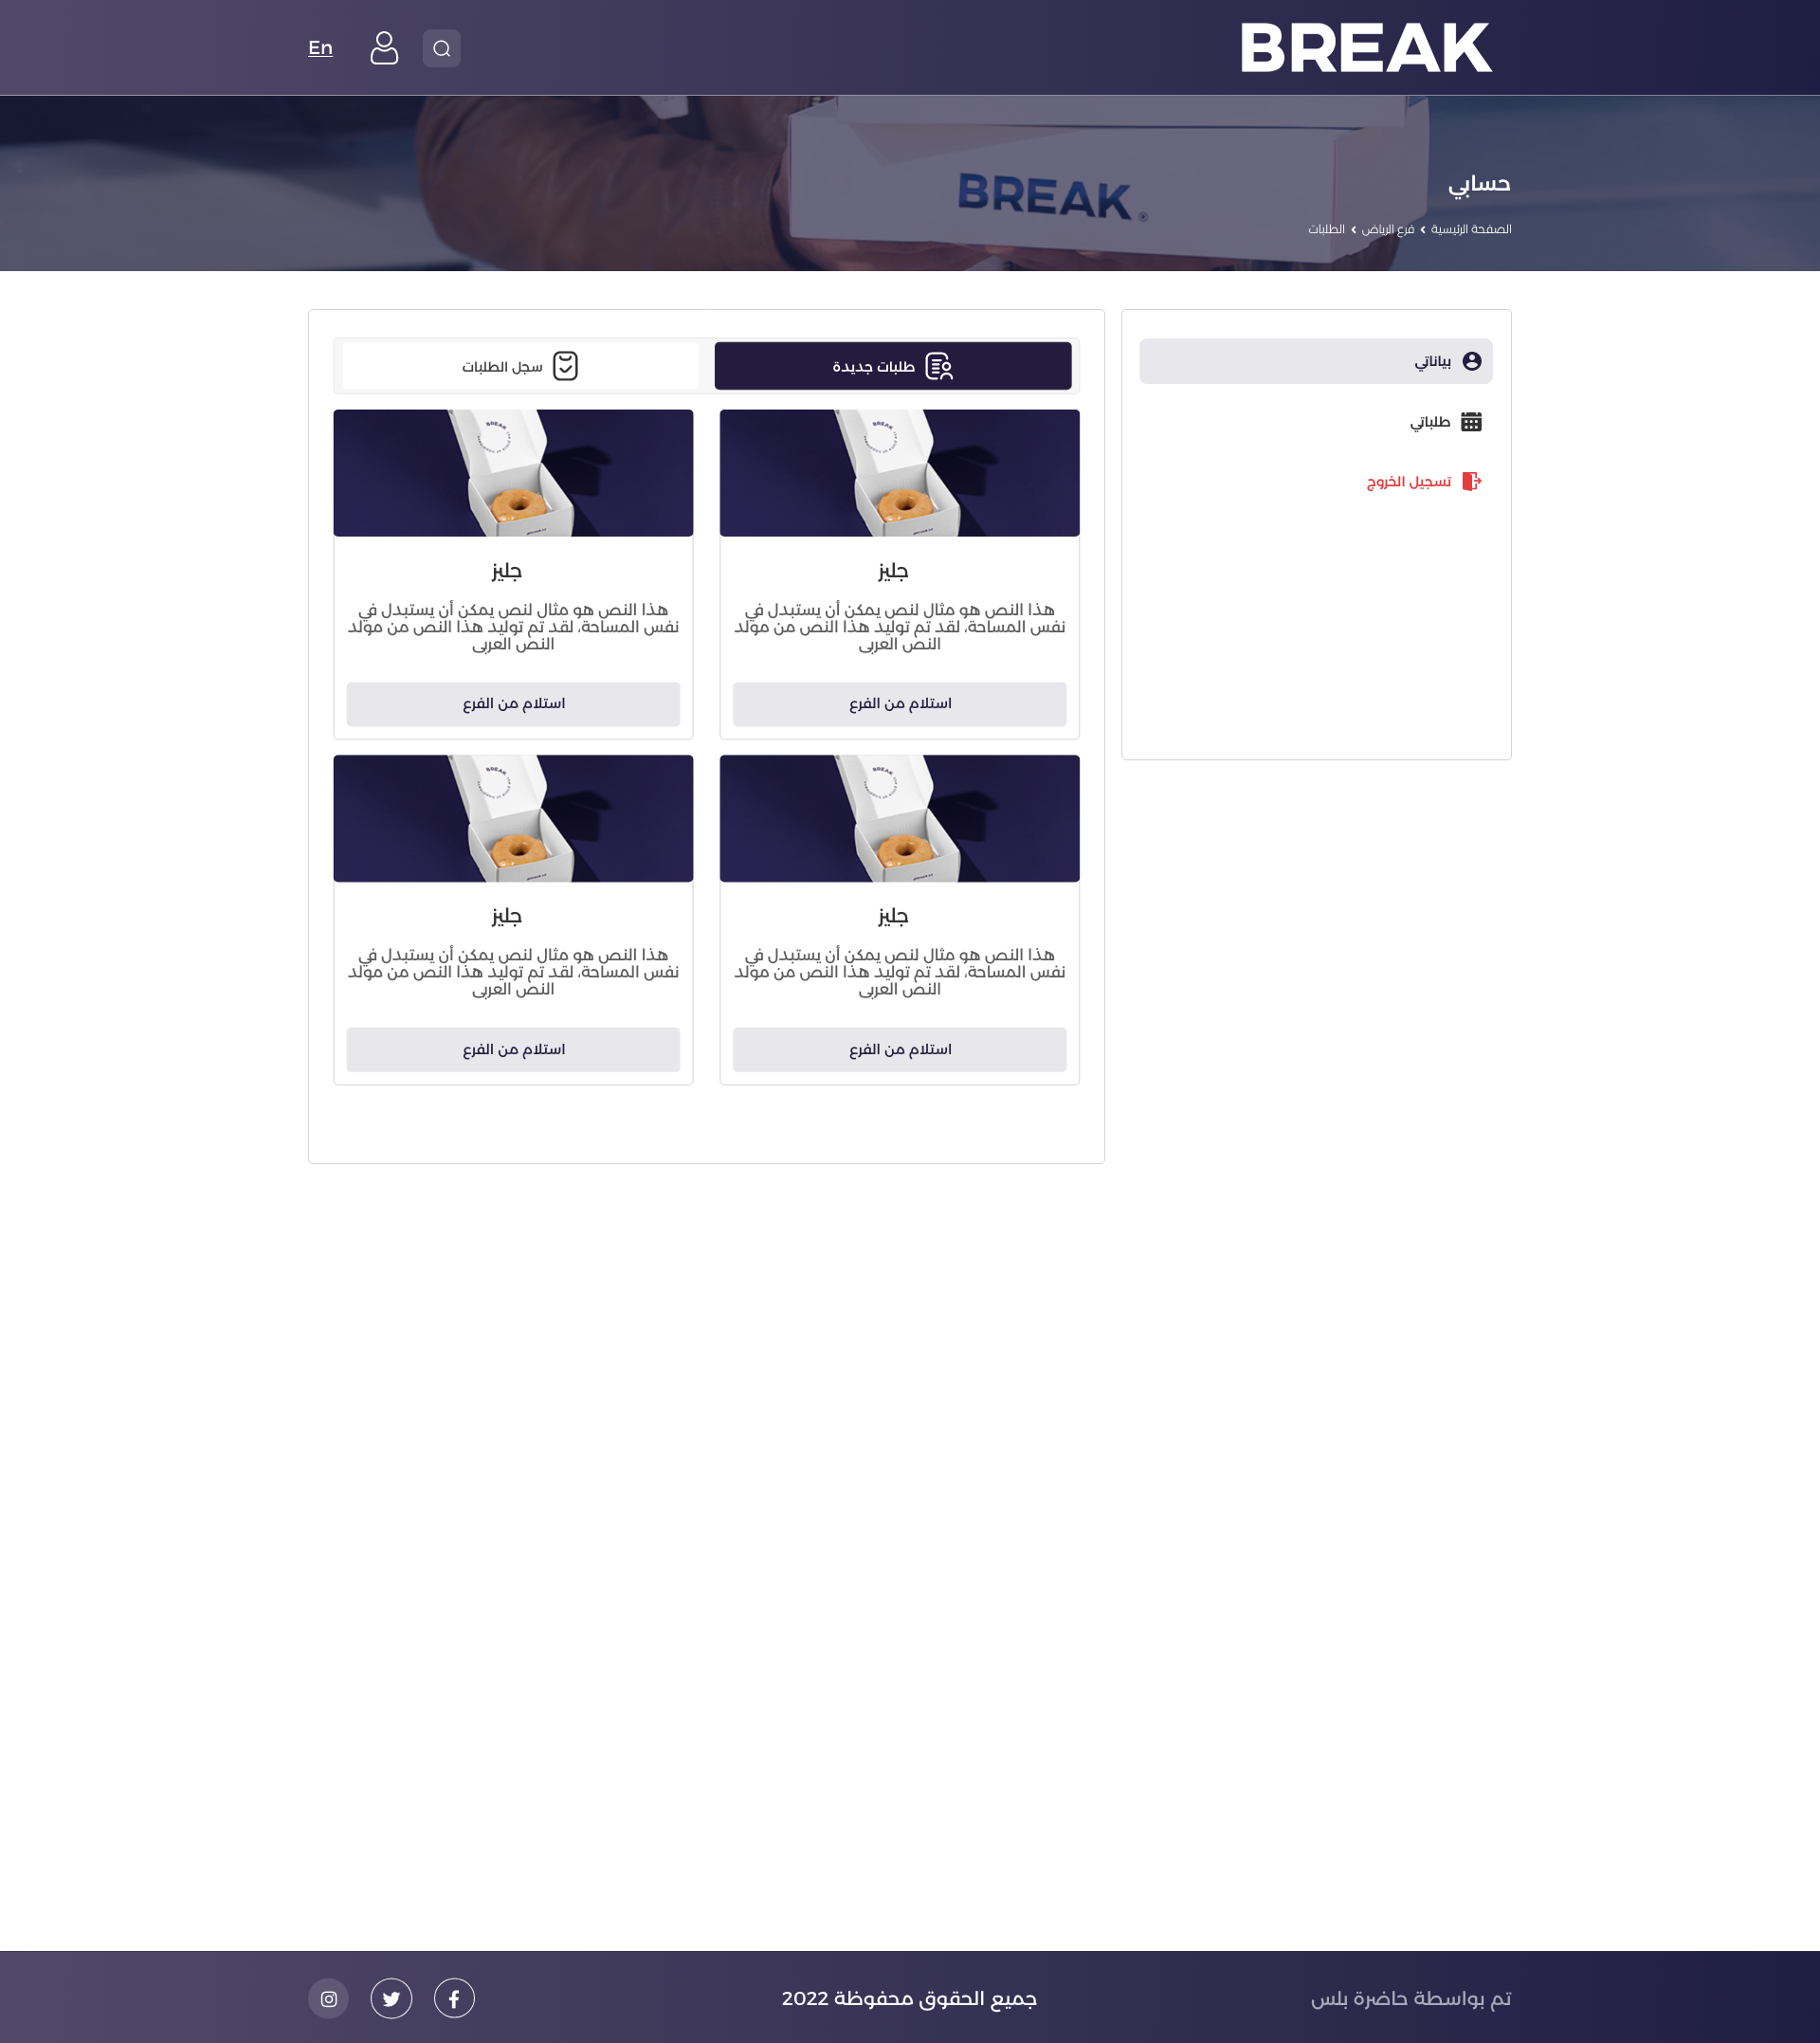 BREAK
En
BREAK
حسابي
الصفحة الرئيسية
فرع الرياض
الطلبات
بياناتي
طلباتي
تسجيل الخروج
طلبات جديدة
سجل الطلبات
BREAK
جليز
هذا النص هو مثال لنص يمكن أن يستبدل في
نفس المساحة، لقد تم توليد هذا النص من مولد
النص العربى
استلام من الفرع
BREAK
جليز
هذا النص هو مثال لنص يمكن أن يستبدل في
نفس المساحة، لقد تم توليد هذا النص من مولد
النص العربى
استلام من الفرع
BREAK
جليز
هذا النص هو مثال لنص يمكن أن يستبدل في
نفس المساحة، لقد تم توليد هذا النص من مولد
النص العربى
استلام من الفرع
BREAK
جليز
هذا النص هو مثال لنص يمكن أن يستبدل في
نفس المساحة، لقد تم توليد هذا النص من مولد
النص العربى
استلام من الفرع
تم بواسطة حاضرة بلس
جميع الحقوق محفوظة 2022